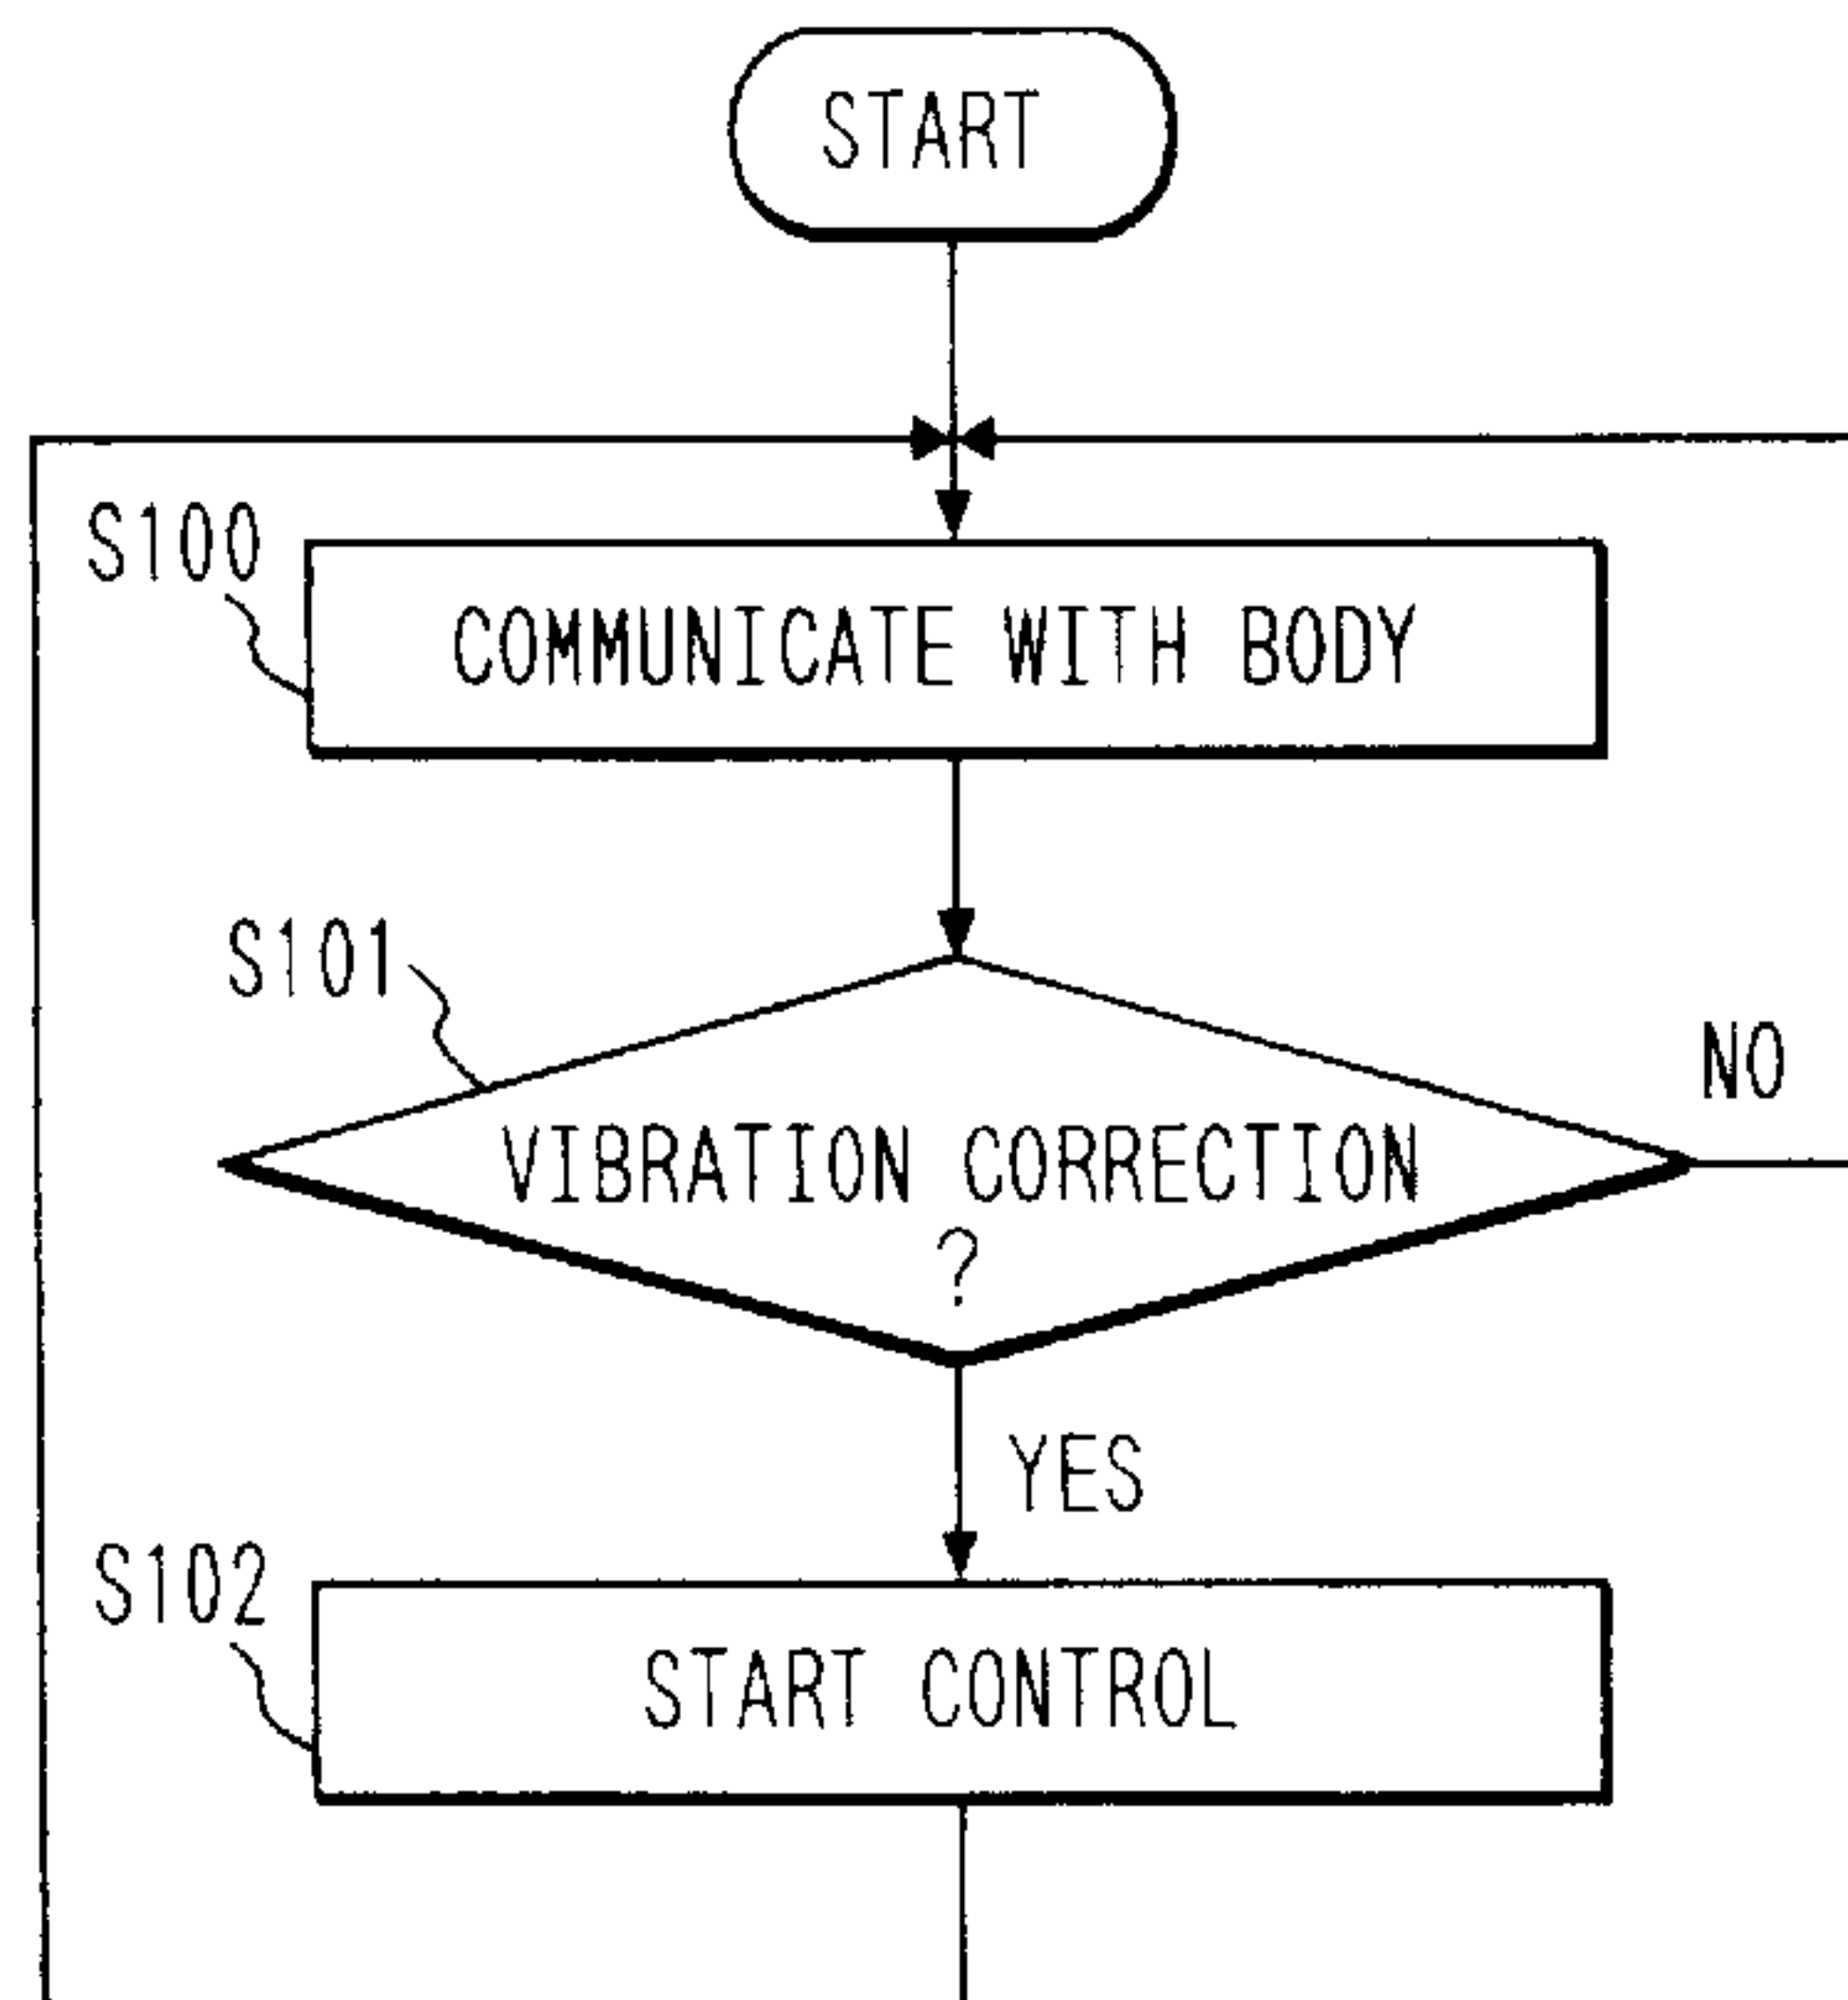 START
S100
COMMUNICATE WITH BODY
S101
NO
VIBRATION CORRECTION
?
YES
S102
START CONTROL